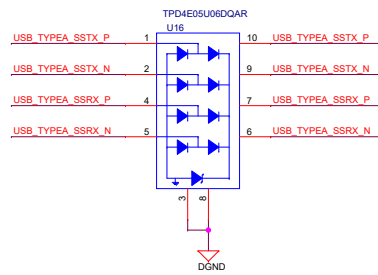 TPD4E05U06DQAR
U16
USB_TYPEA_SSTX_P 1 10 USB_TYPEA_SSTX_P
USB_TYPEA_SSTX_N 2 9 USB_TYPEA_SSTX_N
USB_TYPEA_SSRX_P 4 7 USB_TYPEA_SSRX_P
USB_TYPEA_SSRX_N 5 6 USB_TYPEA_SSRX_N
3 8
DGND